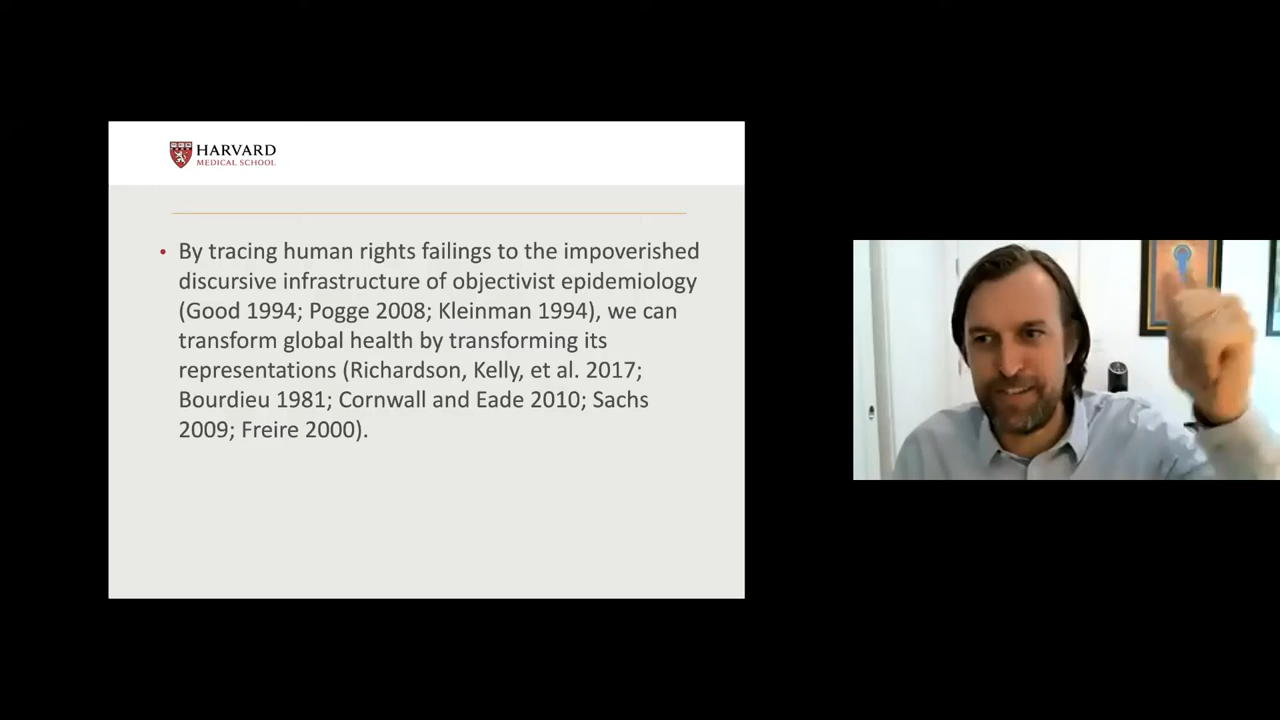 HARVARD
MEDICAL SCHOOL
• By tracing human rights failings to the impoverished
discursive infrastructure of objectivist epidemiology
(Good 1994; Pogge 2008; Kleinman 1994), we can
transform global health by transforming its
representations (Richardson, Kelly, et al. 2017;
Bourdieu 1981; Cornwall and Eade 2010; Sachs
2009; Freire 2000).